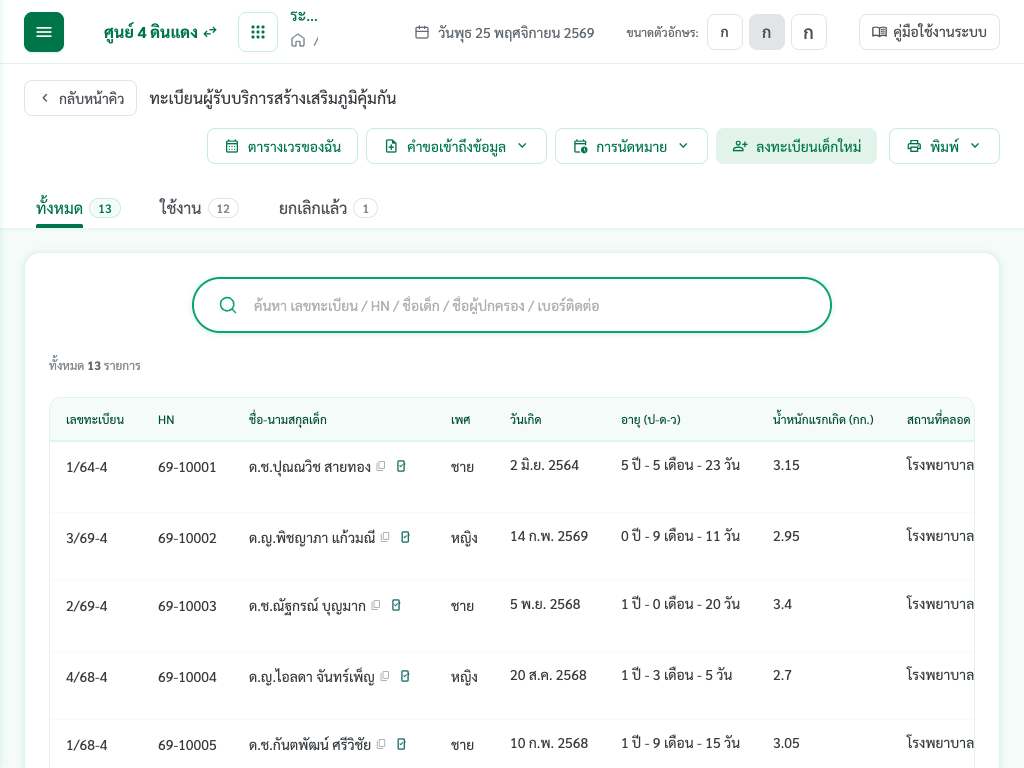 ศูนย์ 4 ดินแดง
ระ... /
วันพุธ 25 พฤศจิกายน 2569
ขนาดตัวอักษร: ก ก ก
คู่มือใช้งานระบบ
กลับหน้าคิว ทะเบียนผู้รับบริการสร้างเสริมภูมิคุ้มกัน
ตารางเวรของฉัน คำขอเข้าถึงข้อมูล การนัดหมาย ลงทะเบียนเด็กใหม่ พิมพ์
ทั้งหมด 13 ใช้งาน 12 ยกเลิกแล้ว 1
ค้นหา เลขทะเบียน / HN / ชื่อเด็ก / ชื่อผู้ปกครอง / เบอร์ติดต่อ
ทั้งหมด 13 รายการ
เลขทะเบียน HN ชื่อ-นามสกุลเด็ก เพศ วันเกิด อายุ (ป-ด-ว) น้ำหนักแรกเกิด (กก.) สถานที่คลอด
1/64-4 69-10001 ด.ช.ปุณณวิช สายทอง ชาย 2 มิ.ย. 2564 5 ปี - 5 เดือน - 23 วัน 3.15 โรงพยาบาล
3/69-4 69-10002 ด.ญ.พิชญาภา แก้วมณี หญิง 14 ก.พ. 2569 0 ปี - 9 เดือน - 11 วัน 2.95 โรงพยาบาล
2/69-4 69-10003 ด.ช.ณัฐกรณ์ บุญมาก ชาย 5 พ.ย. 2568 1 ปี - 0 เดือน - 20 วัน 3.4 โรงพยาบาล
4/68-4 69-10004 ด.ญ.ไอลดา จันทร์เพ็ญ หญิง 20 ส.ค. 2568 1 ปี - 3 เดือน - 5 วัน 2.7 โรงพยาบาล
1/68-4 69-10005 ด.ช.กันตพัฒน์ ศรีวิชัย ชาย 10 ก.พ. 2568 1 ปี - 9 เดือน - 15 วัน 3.05 โรงพยาบาล